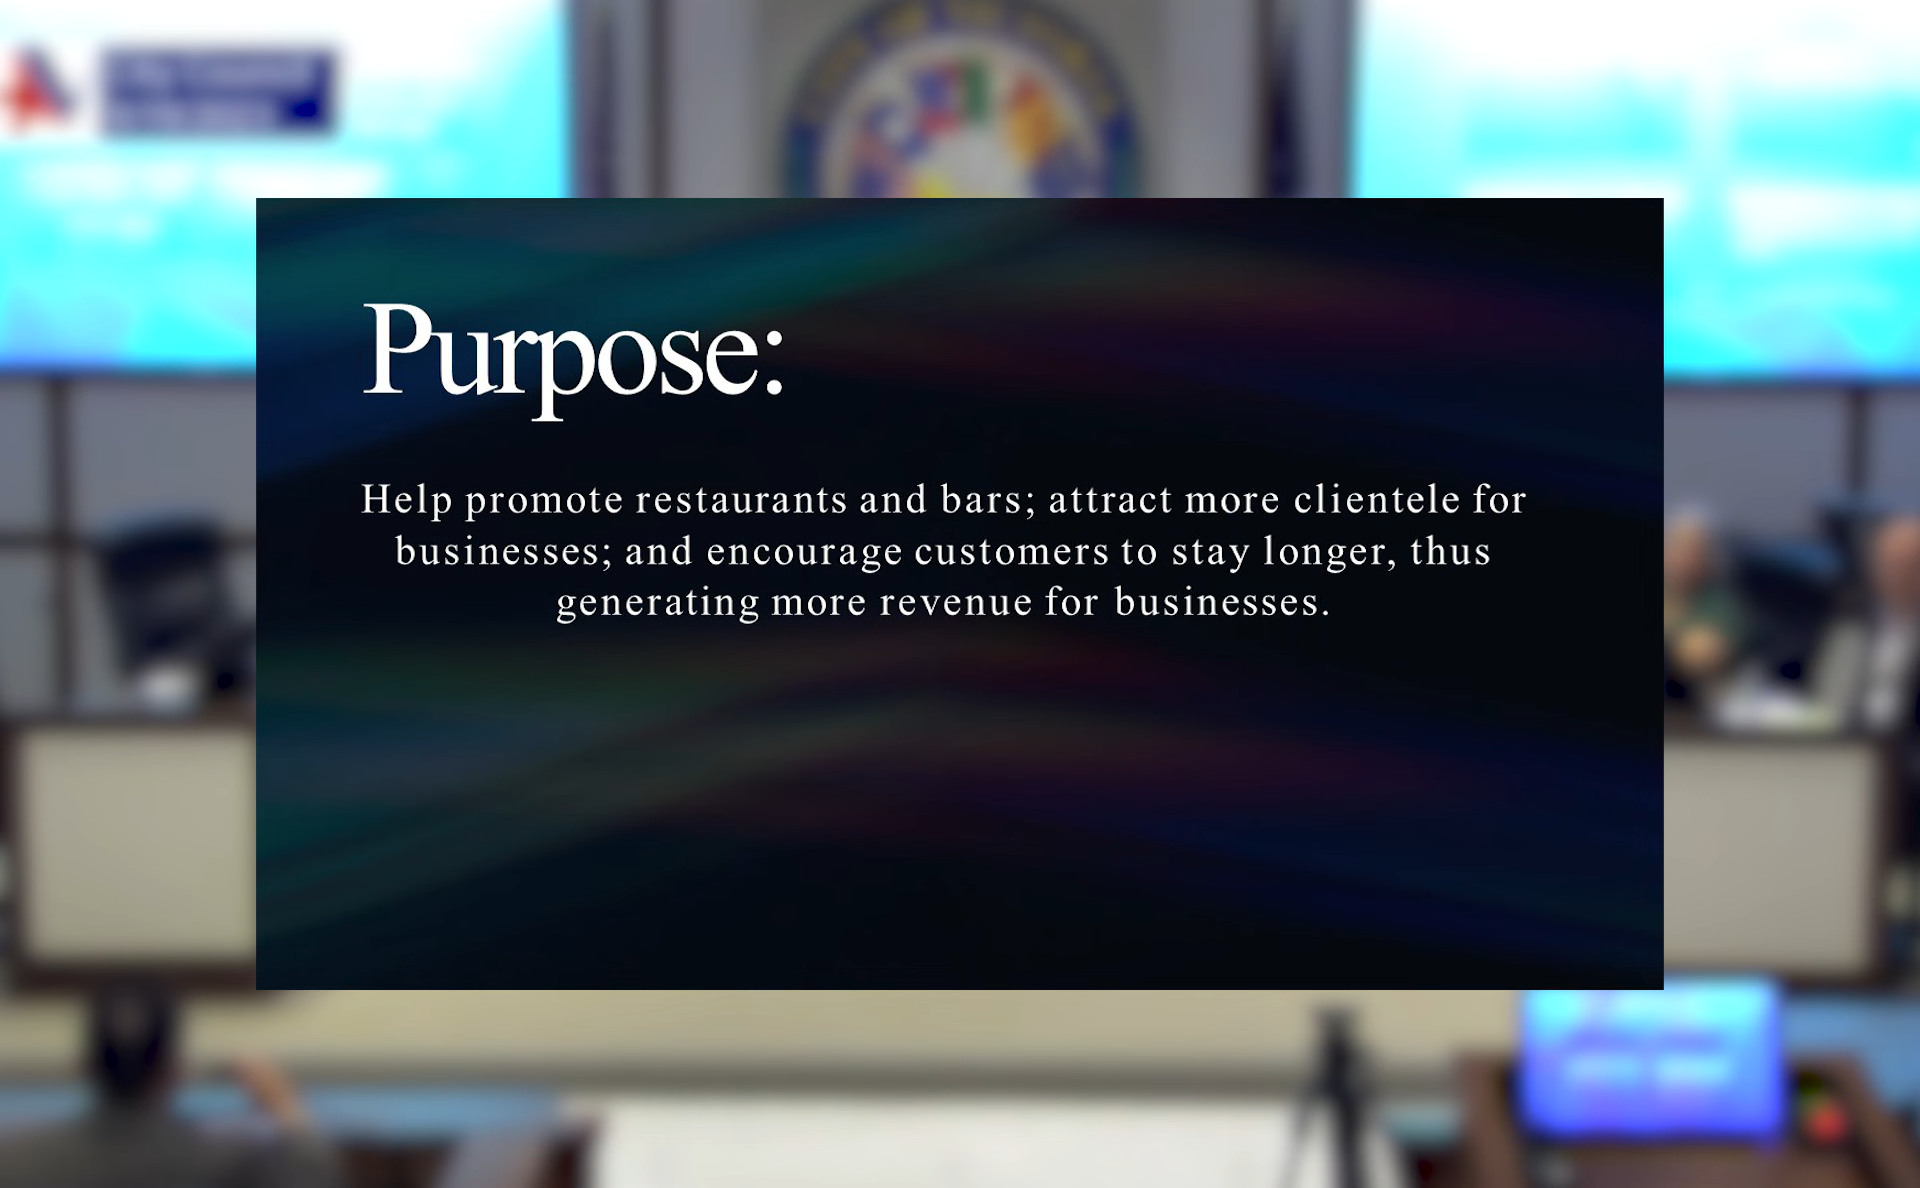 Purpose:
Help promote restaurants and bars; attract more clientele for
businesses; and encourage customers to stay longer, thus
generating more revenue for businesses.